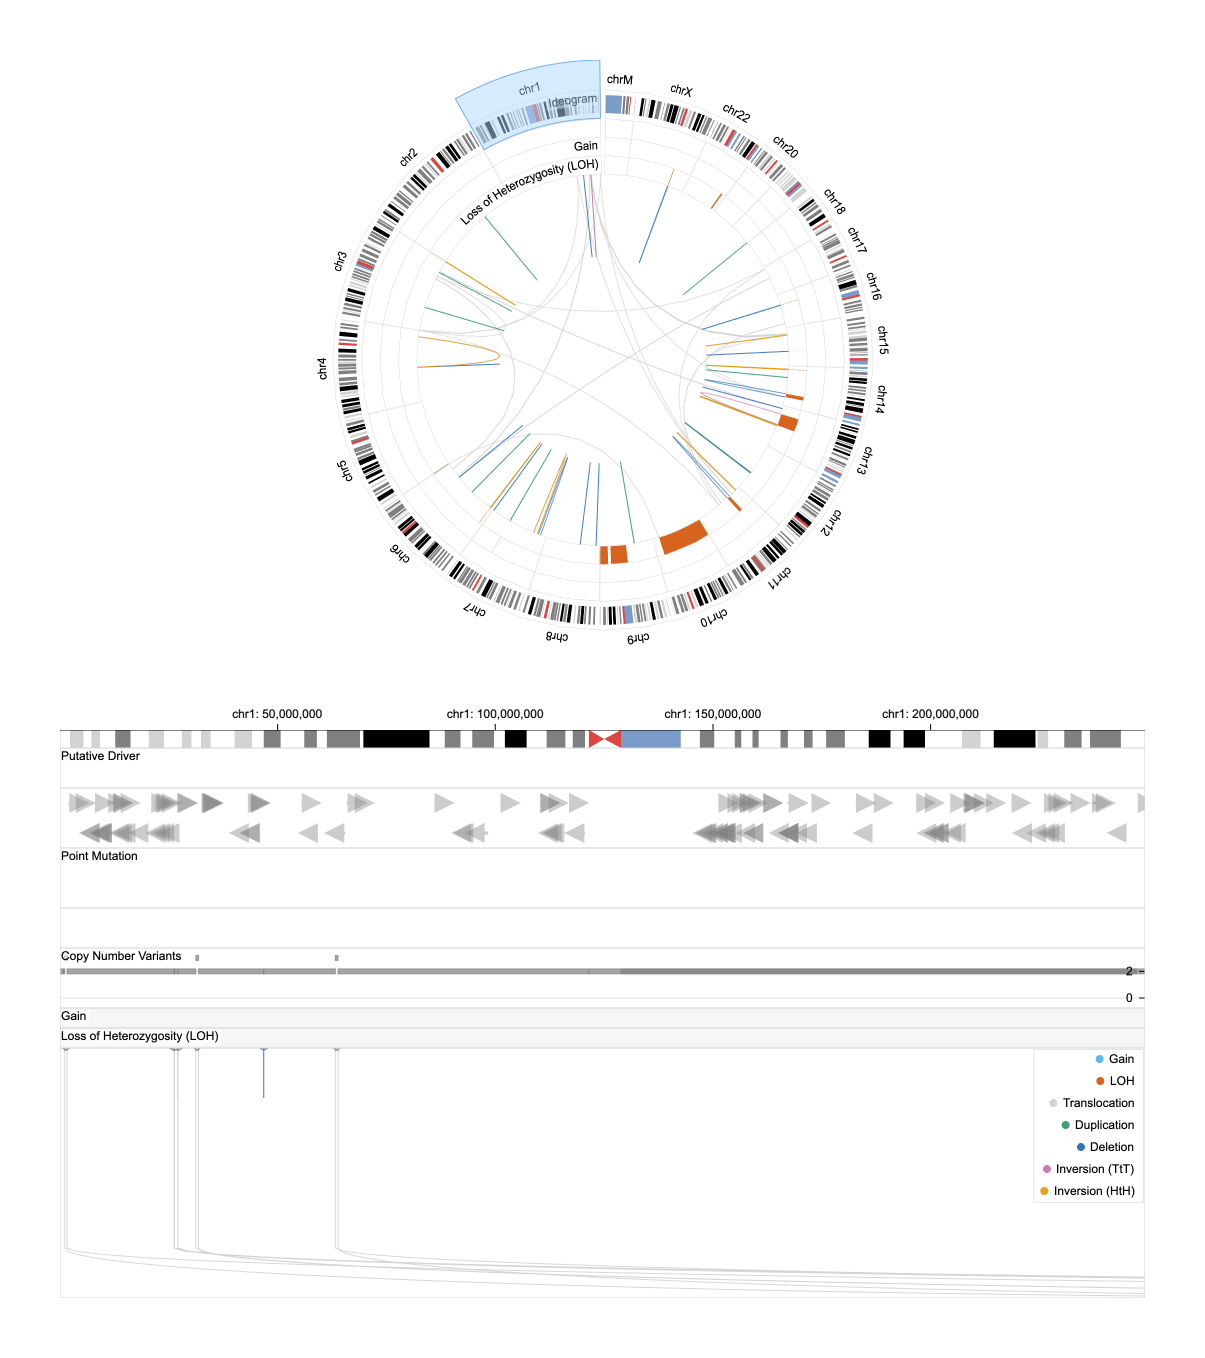 chrM
chrX
chr22
chr20
chr18
chr17
chr16
chr15
chr14
chr13
chr12
chr11
chr10
chr9
chr8
chr7
chr6
chr5
chr4
chr3
chr2
chr1
Ideogram
Gain
Loss of Heterozygosity (LOH)
chr1: 50,000,000
chr1: 100,000,000
chr1: 150,000,000
chr1: 200,000,000
Putative Driver
Point Mutation
Copy Number Variants
2
0
Gain
Loss of Heterozygosity (LOH)
Gain
LOH
Translocation
Duplication
Deletion
Inversion (TtT)
Inversion (HtH)